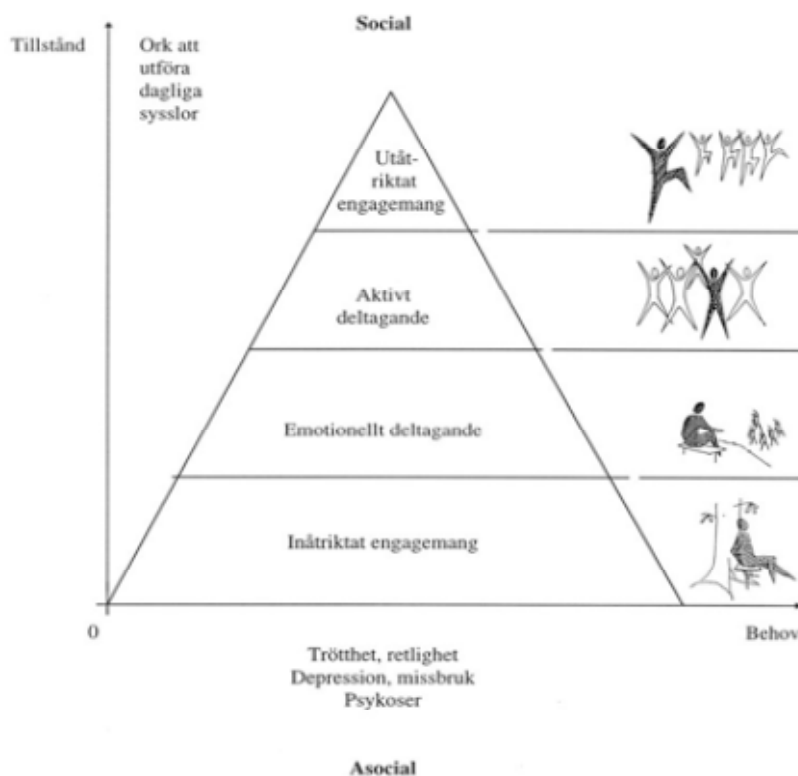 Social
Tillstånd
Ork att
utföra
dagliga
sysslor
Utåt-
riktat
engagemang
Aktivt
deltagande
Emotionellt deltagande
Inåtriktat engagemang
0
Behov
Trötthet, retlighet
Depression, missbruk
Psykoser
Asocial